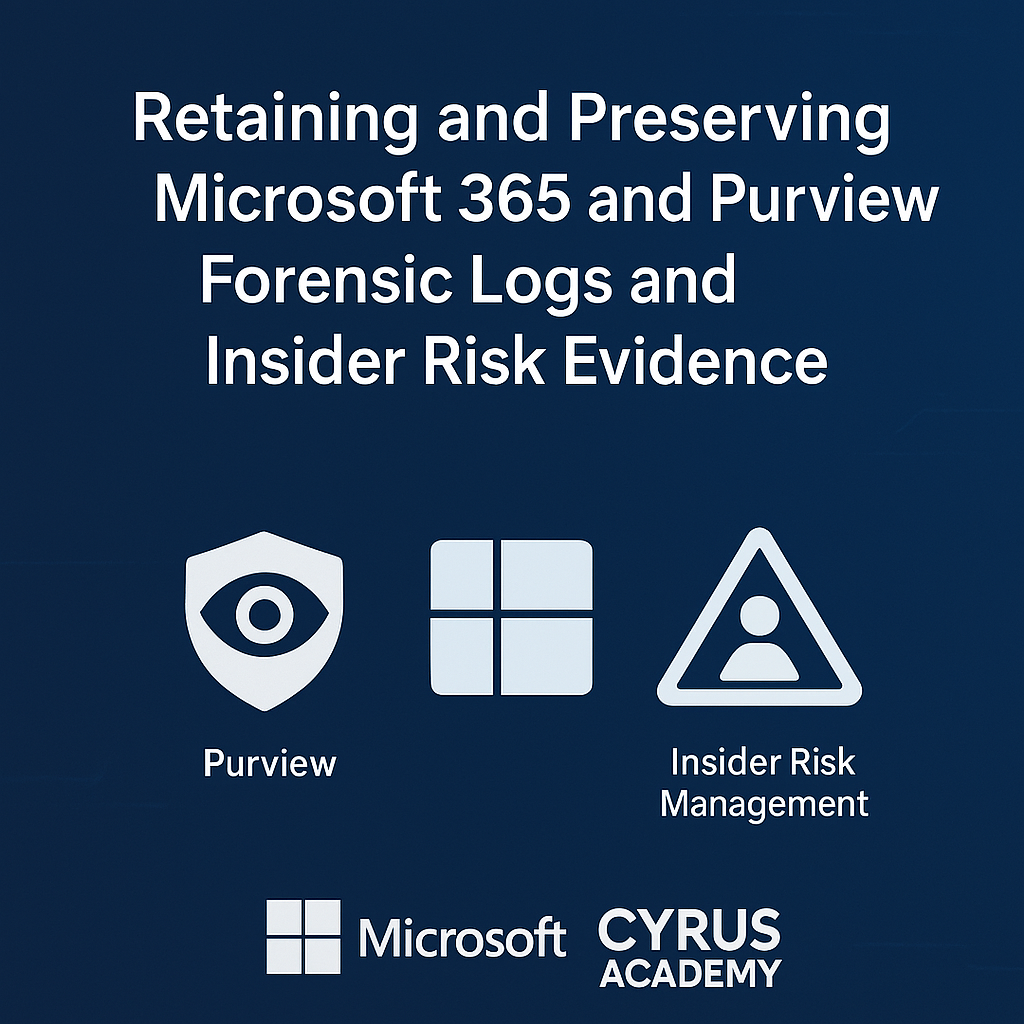 Retaining and Preserving
Microsoft 365 and Purview
Forensic Logs and
Insider Risk Evidence
Purview
Insider Risk
Management
Microsoft
CYRUS
ACADEMY